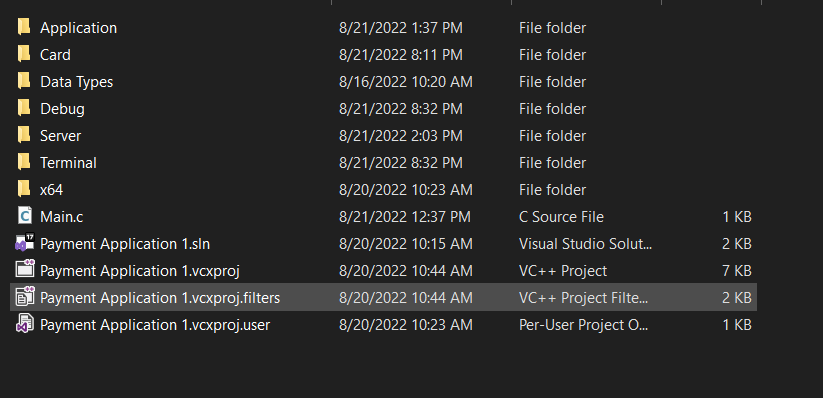 Application 8/21/2022 1:37 PM File folder
Card 8/21/2022 8:11 PM File folder
Data Types 8/16/2022 10:20 AM File folder
Debug 8/21/2022 8:32 PM File folder
Server 8/21/2022 2:03 PM File folder
Terminal 8/21/2022 8:32 PM File folder
x64 8/20/2022 10:23 AM File folder
Main.c 8/21/2022 12:37 PM C Source File 1 KB
Payment Application 1.sln 8/20/2022 10:15 AM Visual Studio Solut... 2 KB
Payment Application 1.vcxproj 8/20/2022 10:44 AM VC++ Project 7 KB
Payment Application 1.vcxproj.filters 8/20/2022 10:44 AM VC++ Project Filte... 2 KB
Payment Application 1.vcxproj.user 8/20/2022 10:23 AM Per-User Project O... 1 KB